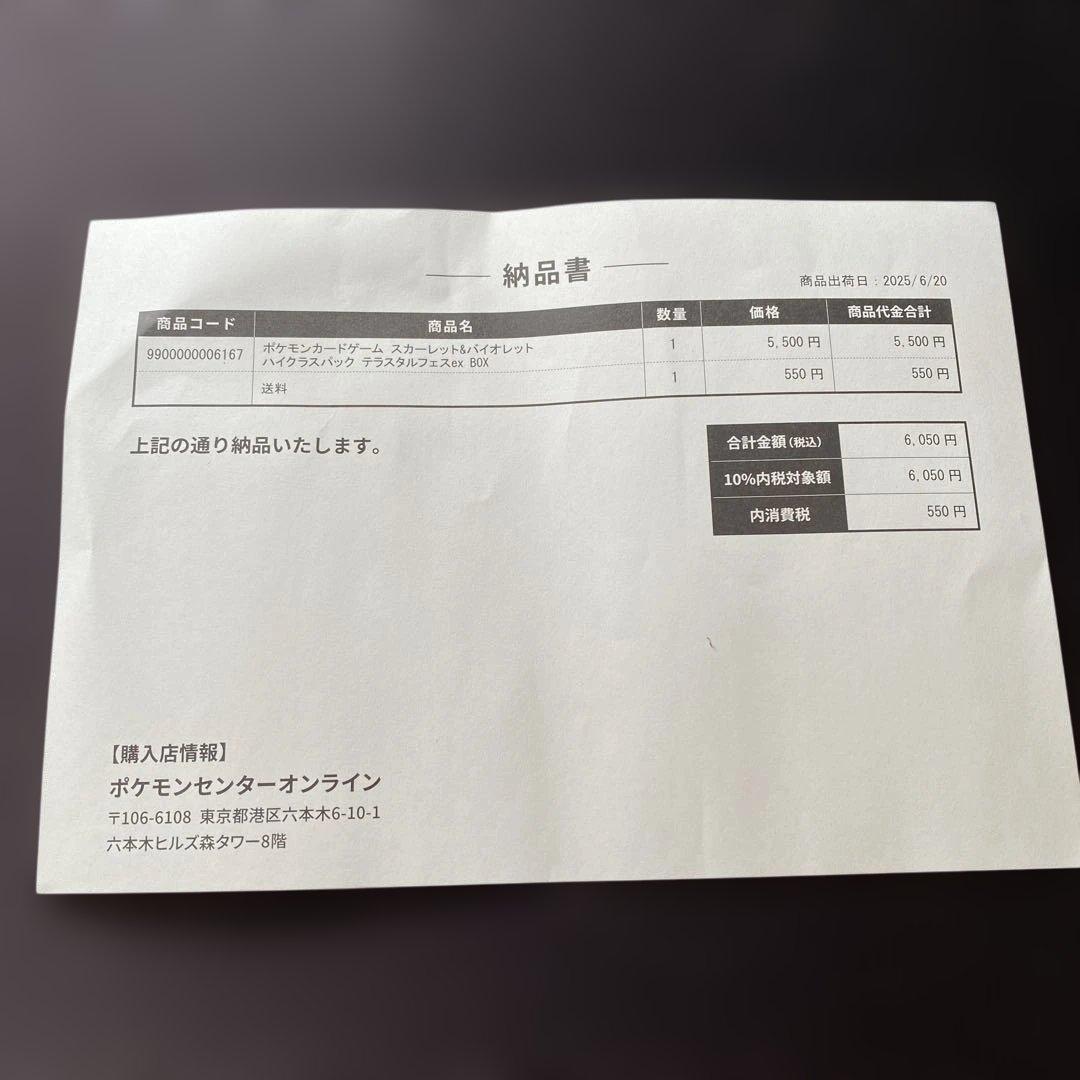 納品書
商品出荷日：2025/6/20
商品コード 商品名 数量 価格 商品代金合計
9900000006167 ポケモンカードゲーム スカーレット&バイオレット 1 5,500 円 5,500 円
ハイクラスパック テラスタルフェスex BOX
送料 1 550 円 550 円
上記の通り納品いたします。
合計金額(税込) 6,050 円
10%内税対象額 6,050 円
内消費税 550 円
【購入店情報】
ポケモンセンターオンライン
〒106-6108 東京都港区六本木6-10-1
六本木ヒルズ森タワー8階